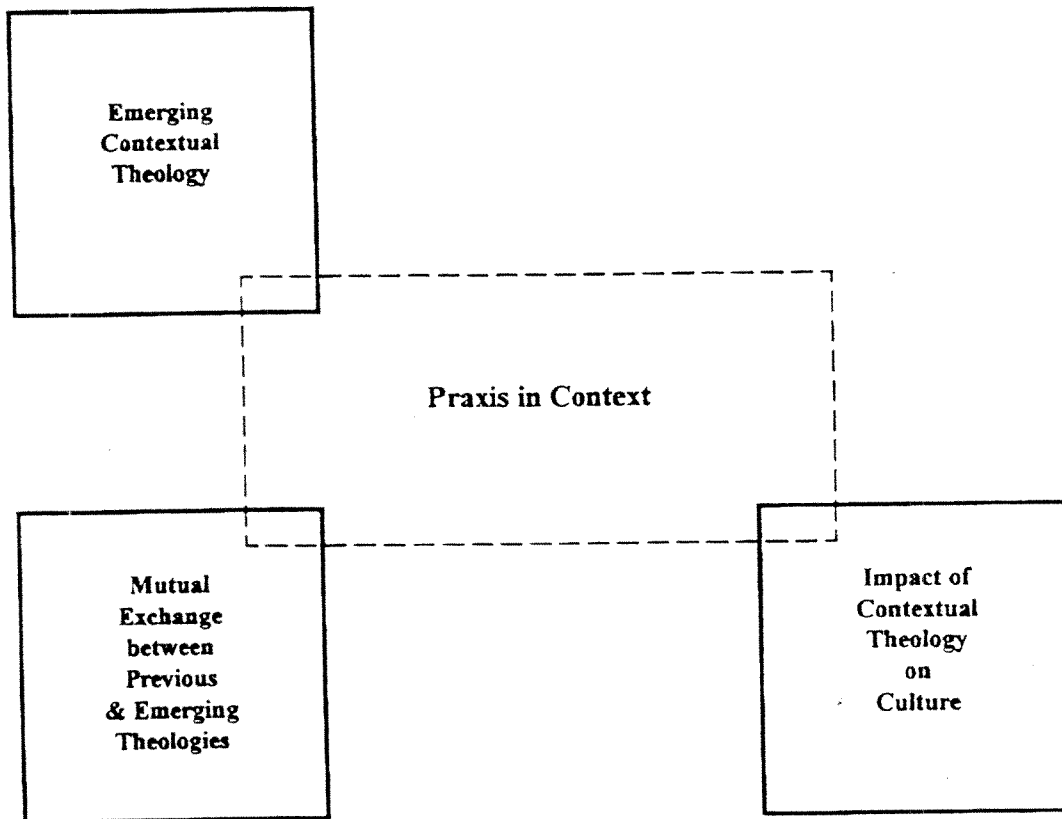 Emerging
Contextual
Theology
Praxis in Context
Mutual
Exchange
between
Previous
& Emerging
Theologies
Impact of
Contextual
Theology
on
Culture